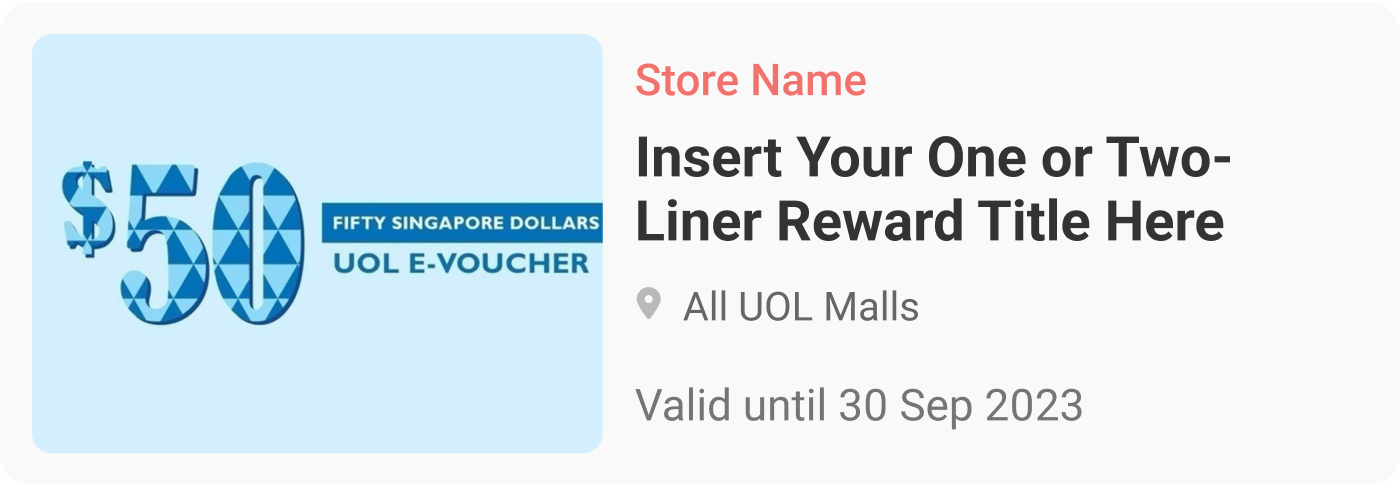 $50
FIFTY SINGAPORE DOLLARS
UOL E-VOUCHER
Store Name
Insert Your One or Two-
Liner Reward Title Here
All UOL Malls
Valid until 30 Sep 2023